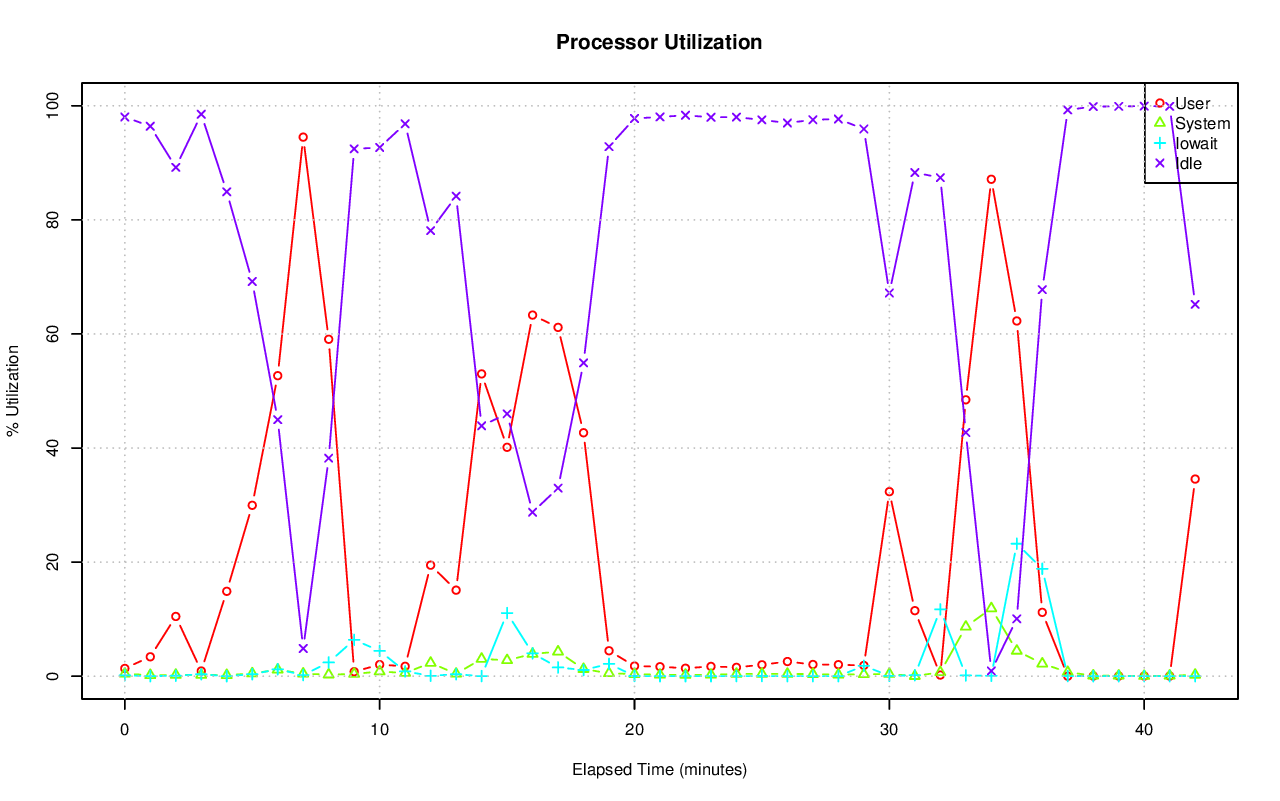 Processor Utilization
% Utilization
100
80
60
40
20
0
User
System
Iowait
Idle
0 10 20 30 40
Elapsed Time (minutes)